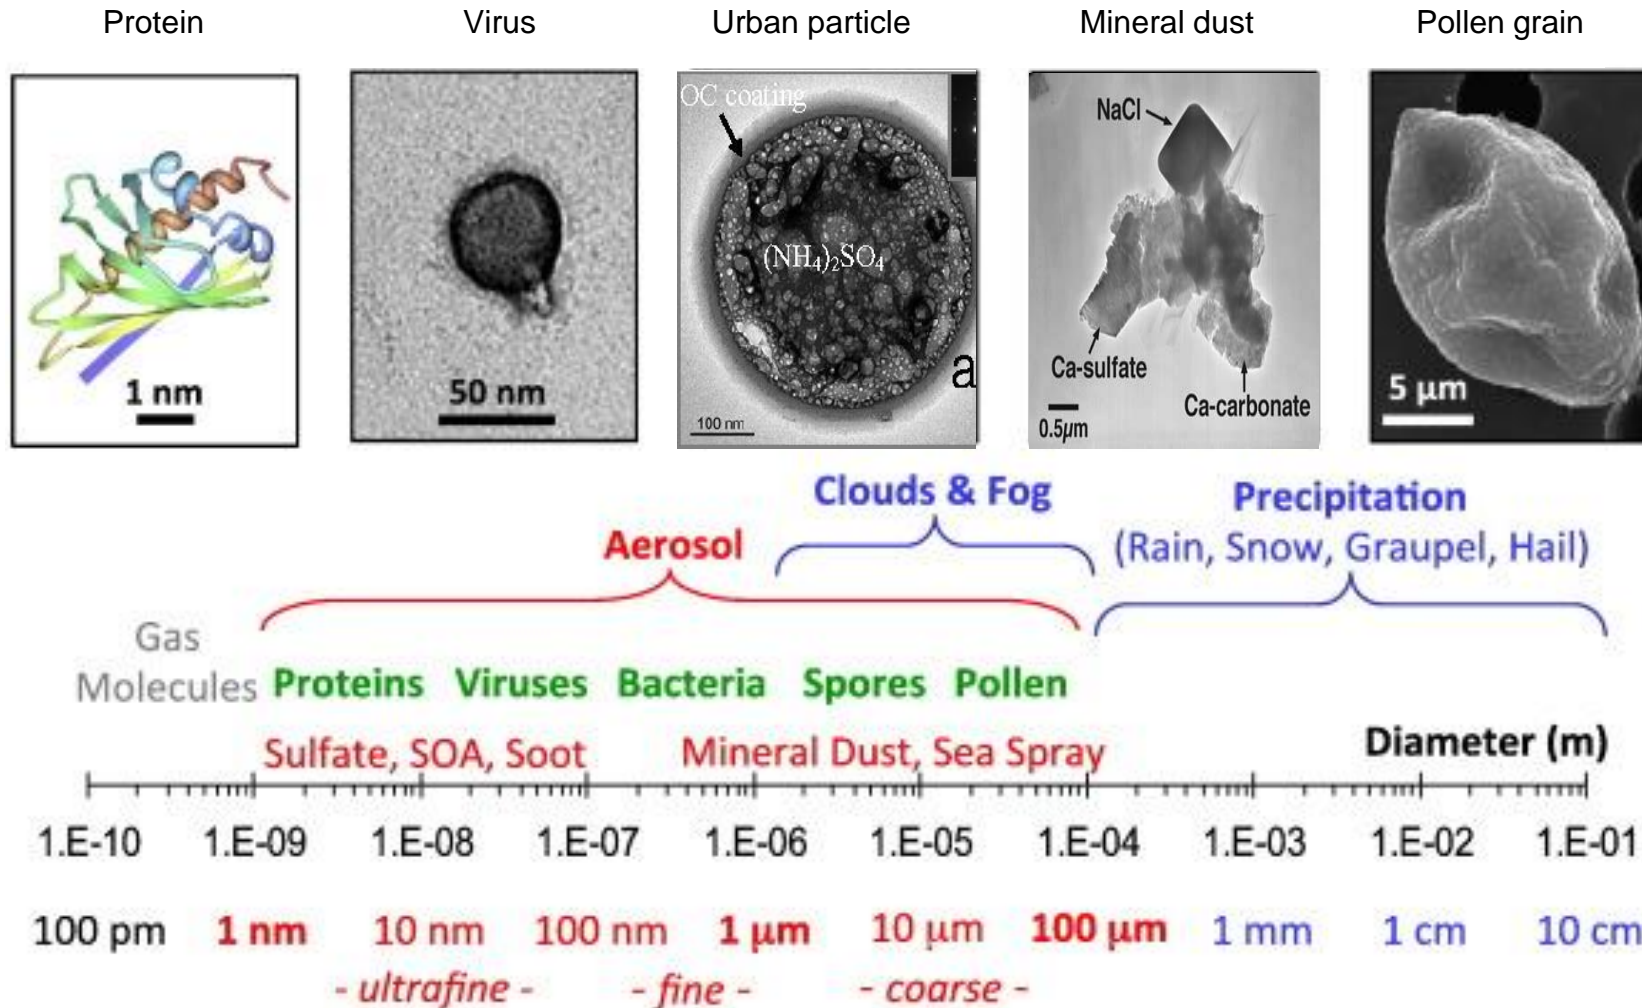 Protein Virus Urban particle Mineral dust Pollen grain
1 nm
50 nm
OC coating
(NH₄)₂SO₄
a
100 nm
NaCl
Ca-sulfate
Ca-carbonate
0.5µm
5 µm
Clouds & Fog
Precipitation
(Rain, Snow, Graupel, Hail)
Aerosol
Gas
Molecules
Proteins Viruses Bacteria Spores Pollen
Sulfate, SOA, Soot Mineral Dust, Sea Spray
Diameter (m)
1.E-10 1.E-09 1.E-08 1.E-07 1.E-06 1.E-05 1.E-04 1.E-03 1.E-02 1.E-01
100 pm 1 nm 10 nm 100 nm 1 µm 10 µm 100 µm 1 mm 1 cm 10 cm
- ultrafine - - fine - - coarse -